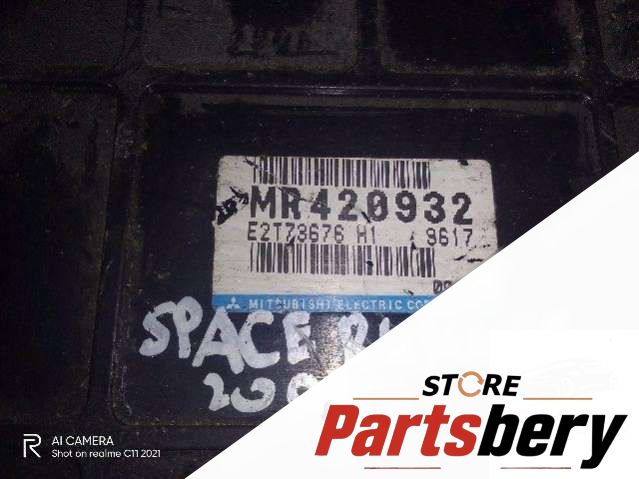 MR420932
E2T73676 H1 9617
MITSUBISHI ELECTRIC
SPACE
STORE
Partsbery
AI CAMERA
Shot on realme C11 2021